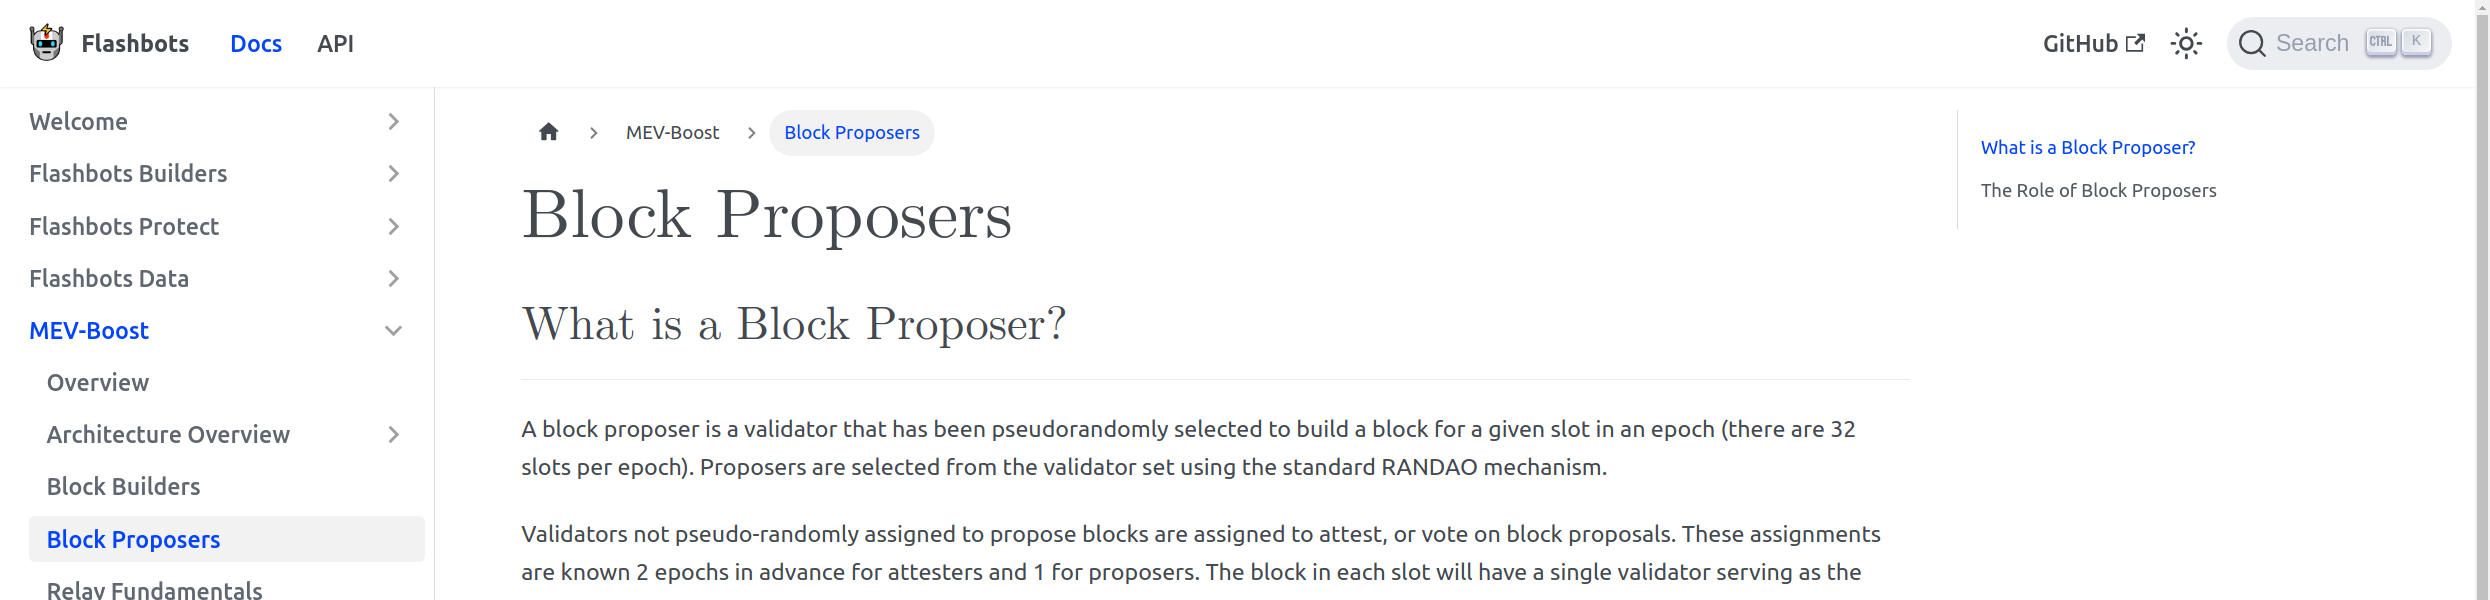 Flashbots Docs API GitHub Search CTRL K
Welcome
Flashbots Builders
Flashbots Protect
Flashbots Data
MEV-Boost
Overview
Architecture Overview
Block Builders
Block Proposers
Relay Fundamentals
MEV-Boost Block Proposers
Block Proposers
What is a Block Proposer?
A block proposer is a validator that has been pseudorandomly selected to build a block for a given slot in an epoch (there are 32
slots per epoch). Proposers are selected from the validator set using the standard RANDAO mechanism.
Validators not pseudo-randomly assigned to propose blocks are assigned to attest, or vote on block proposals. These assignments
are known 2 epochs in advance for attesters and 1 for proposers. The block in each slot will have a single validator serving as the
What is a Block Proposer?
The Role of Block Proposers